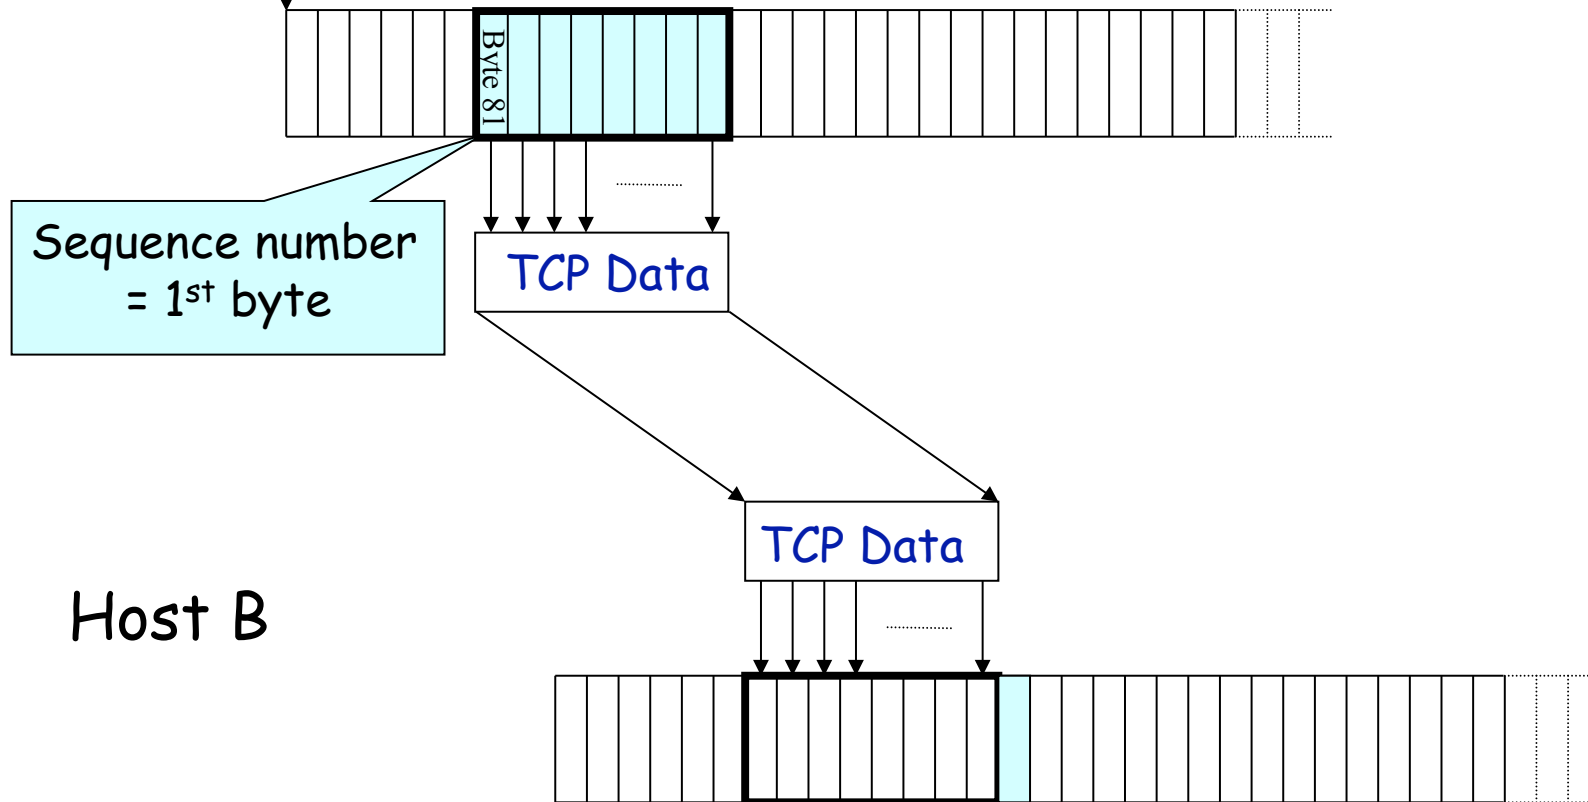 Byte 81
Sequence number
= 1st byte
TCP Data
TCP Data
Host B